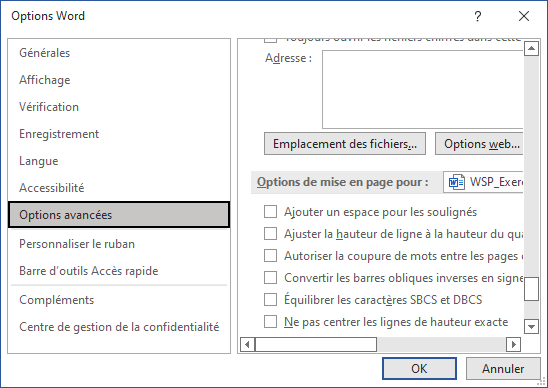 Options Word
Générales
Affichage
Vérification
Enregistrement
Langue
Accessibilité
Options avancées
Personnaliser le ruban
Barre d'outils Accès rapide
Compléments
Centre de gestion de la confidentialité
Toujours ouvrir les fichiers chiffrés dans cette
Adresse :
Emplacement des fichiers...
Options web...
Options de mise en page pour :
WSP_Exer
Ajouter un espace pour les soulignés
Ajuster la hauteur de ligne à la hauteur du qua
Autoriser la coupure de mots entre les pages
Convertir les barres obliques inverses en signe
Équilibrer les caractères SBCS et DBCS
Ne pas centrer les lignes de hauteur exacte
OK
Annuler